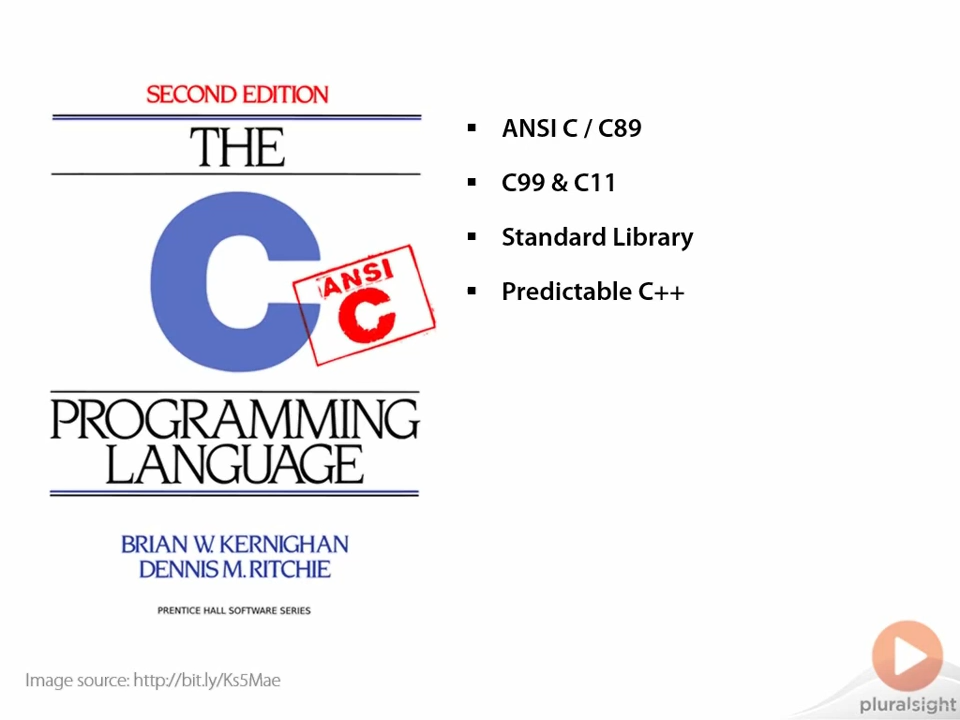 SECOND EDITION
THE
C
ANSI
C
PROGRAMMING
LANGUAGE
BRIAN W. KERNIGHAN
DENNIS M. RITCHIE
PRENTICE HALL SOFTWARE SERIES
▪ ANSI C / C89
▪ C99 & C11
▪ Standard Library
▪ Predictable C++
Image source: http://bit.ly/Ks5Mae
pluralsight